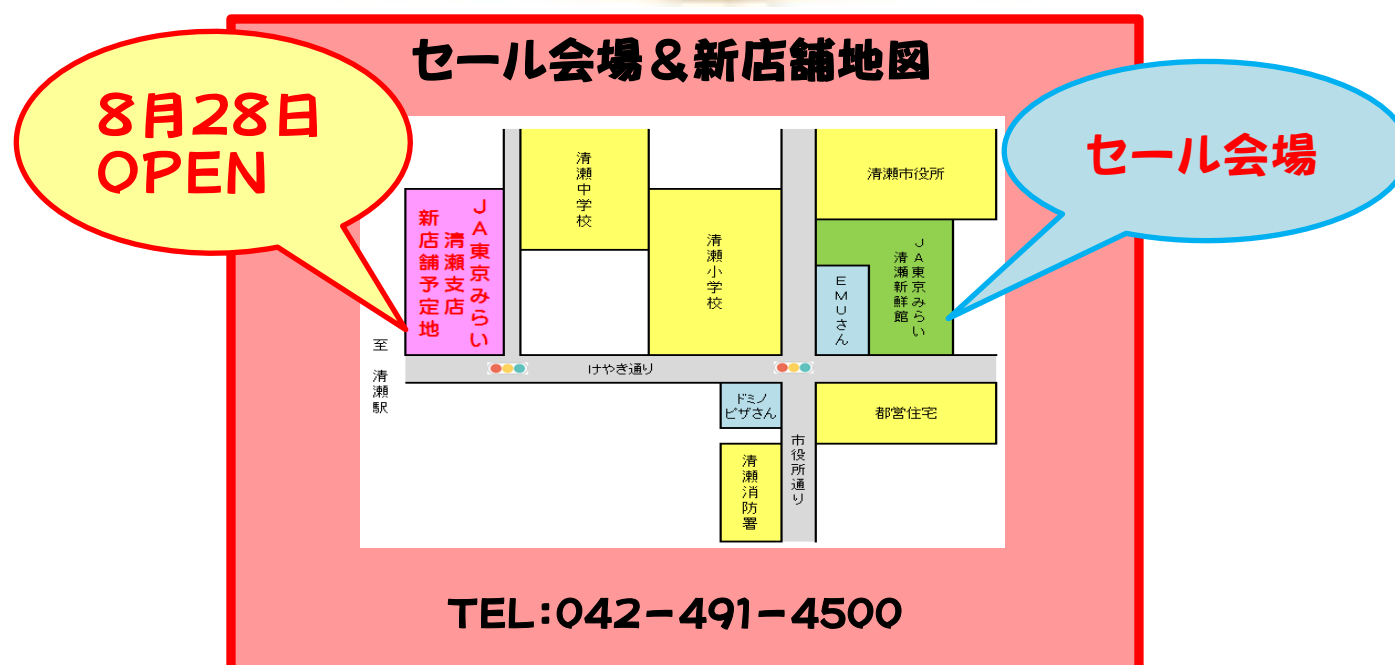 セール会場&新店舗地図
8月28日
OPEN
セール会場
清瀬中学校
清瀬市役所
JA東京みらい
清瀬支店
新店舗予定地
清瀬小学校
JA東京みらい
清瀬新鮮館
EMUさん
至 清瀬駅
けやき通り
ドミノ
ピザさん
都営住宅
市役所通り
清瀬消防署
TEL:042-491-4500